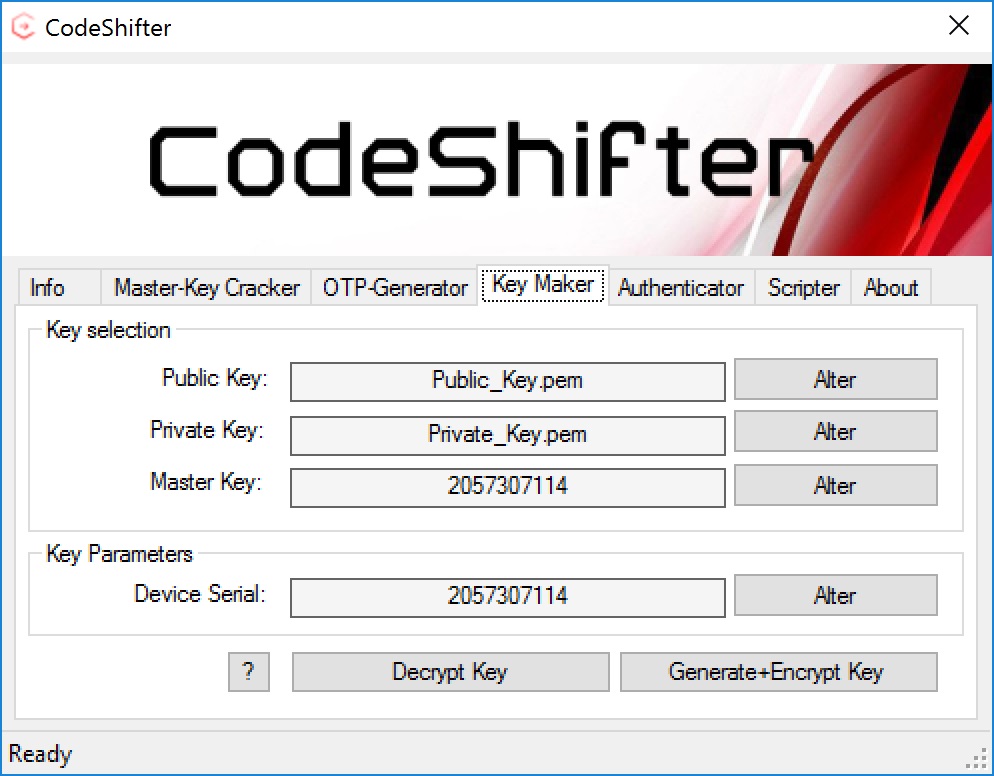 CodeShifter
CodeShifter
Info Master-Key Cracker OTP-Generator Key Maker Authenticator Scripter About
Key selection
Public Key: Public_Key.pem Alter
Private Key: Private_Key.pem Alter
Master Key: 2057307114 Alter
Key Parameters
Device Serial: 2057307114 Alter
? Decrypt Key Generate+Encrypt Key
Ready